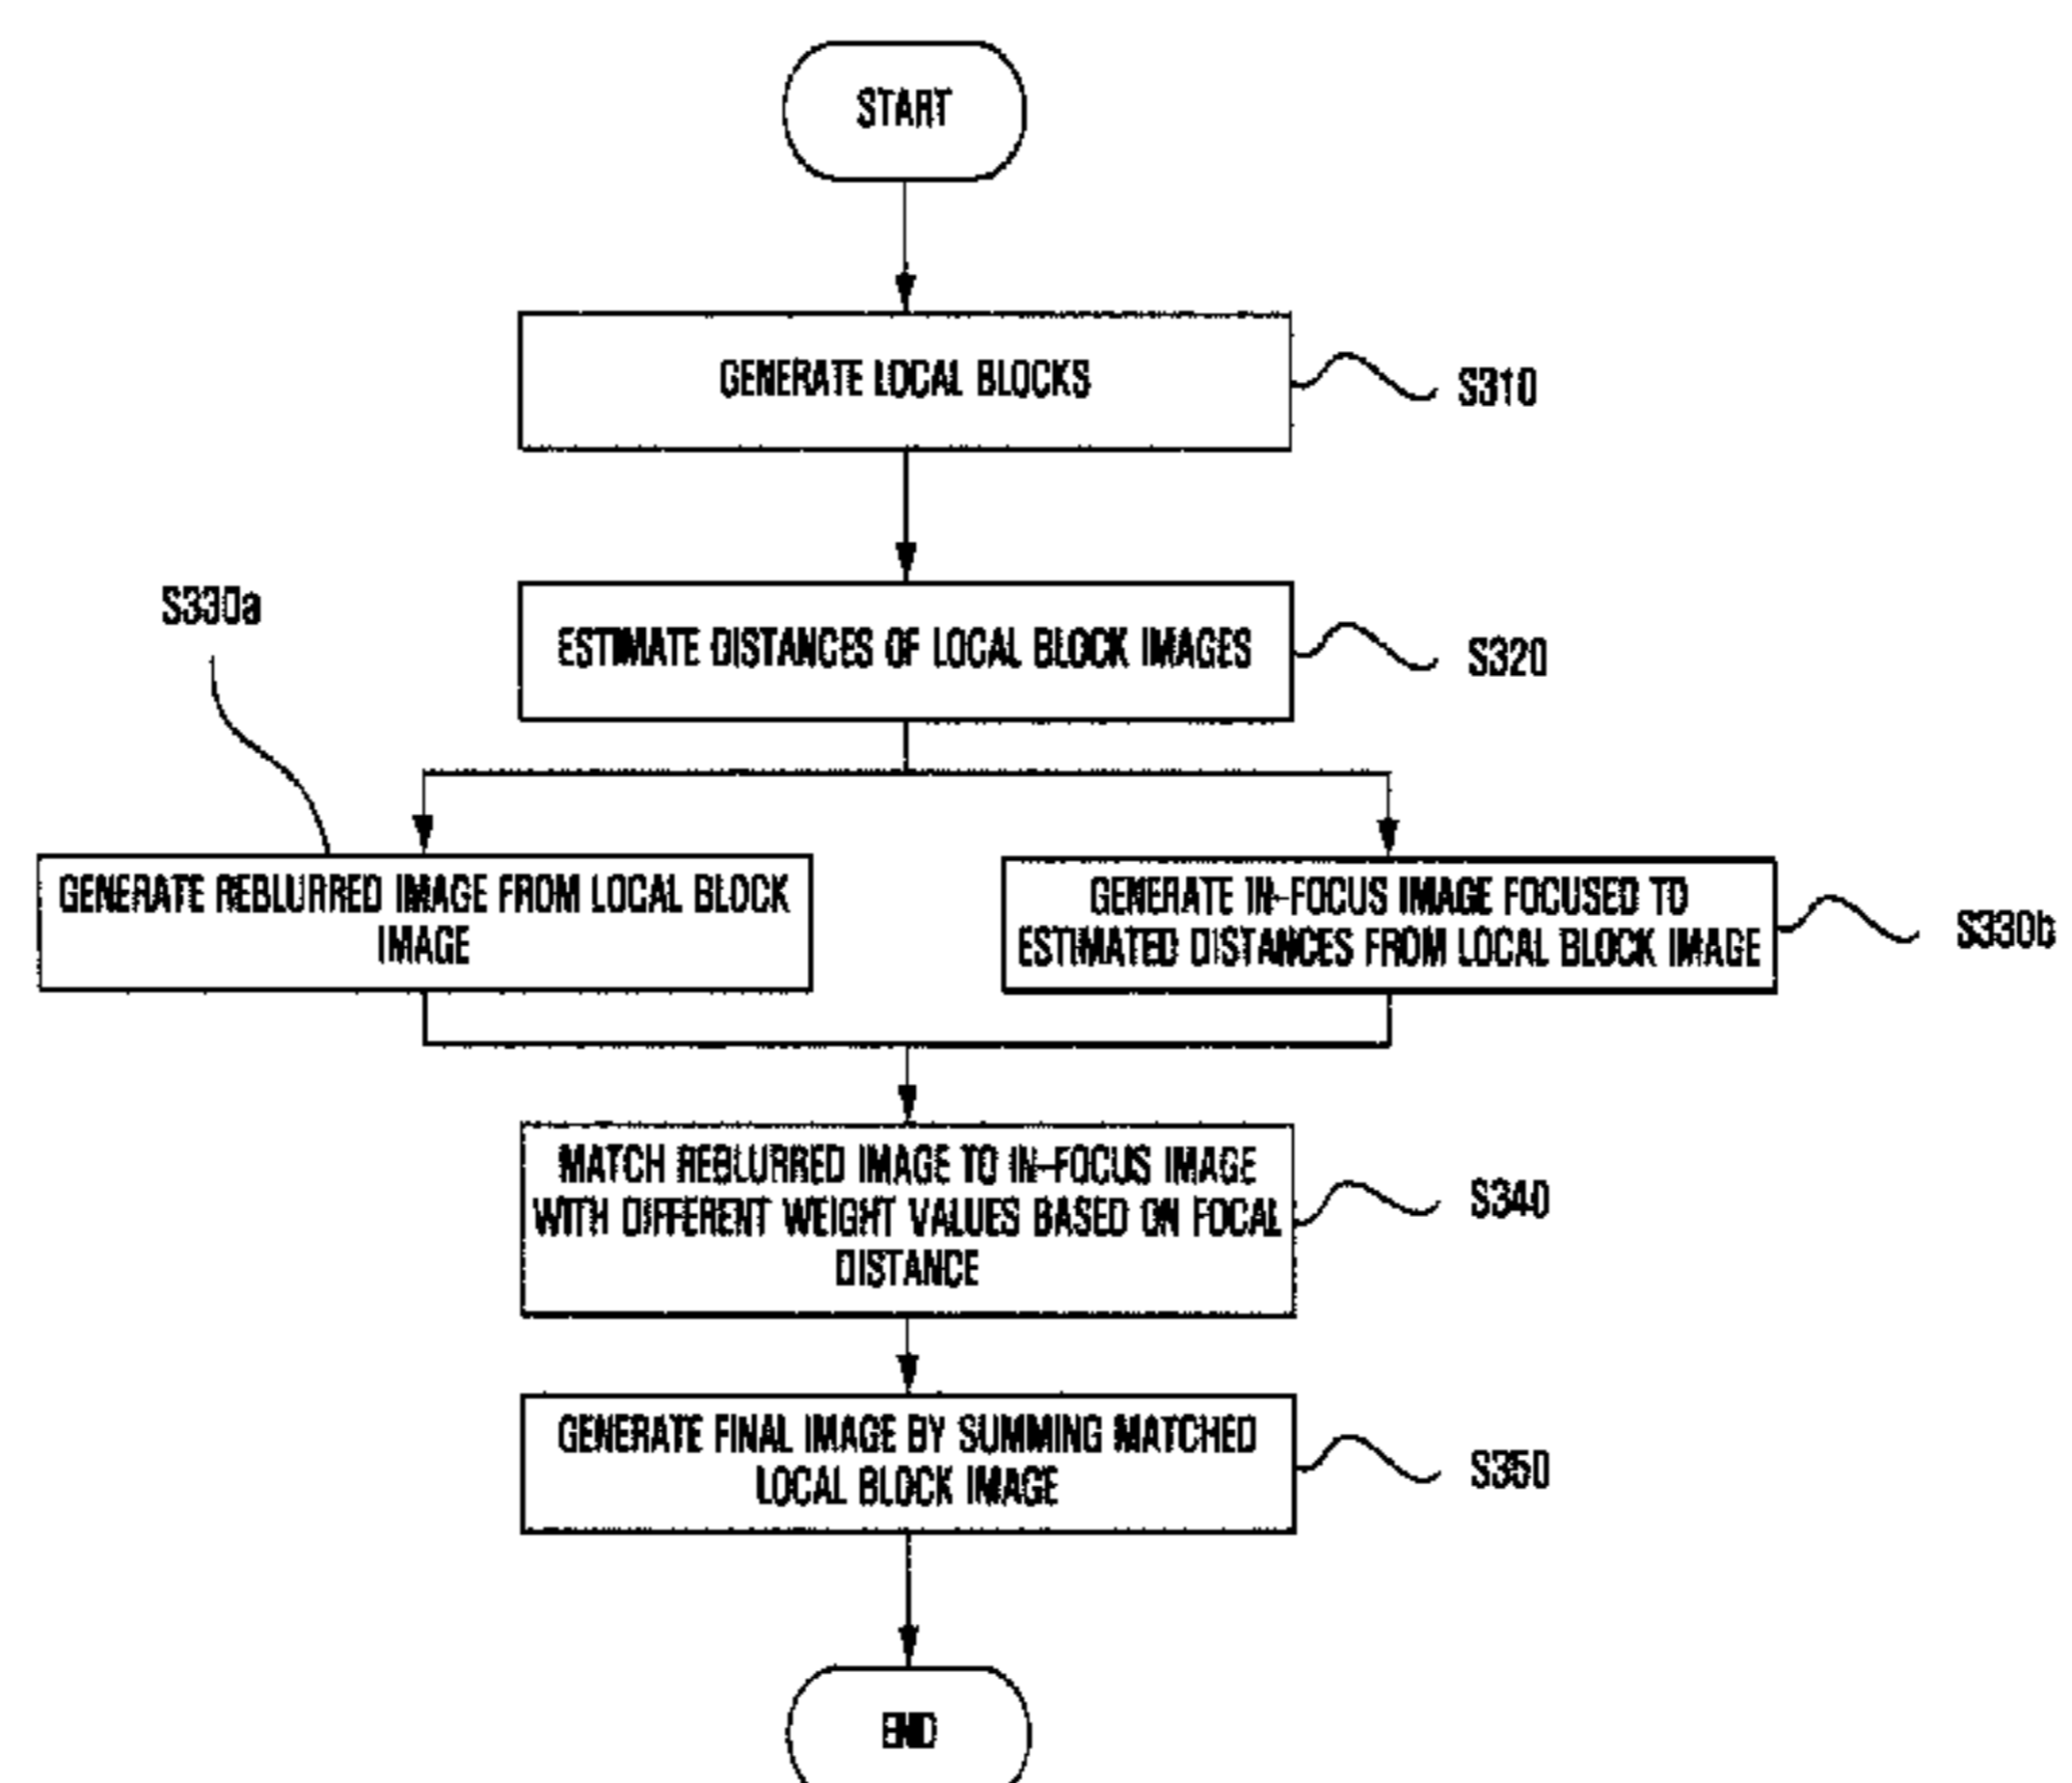 START
GENERATE LOCAL BLOCKS
S310
ESTIMATE DISTANCES OF LOCAL BLOCK IMAGES
S320
S330a
GENERATE REBLURRED IMAGE FROM LOCAL BLOCK
IMAGE
GENERATE IN-FOCUS IMAGE FOCUSED TO
ESTIMATED DISTANCES FROM LOCAL BLOCK IMAGE
S330b
MATCH REBLURRED IMAGE TO IN-FOCUS IMAGE
WITH DIFFERENT WEIGHT VALUES BASED ON FOCAL
DISTANCE
S340
GENERATE FINAL IMAGE BY SUMMING MATCHED
LOCAL BLOCK IMAGE
S350
END